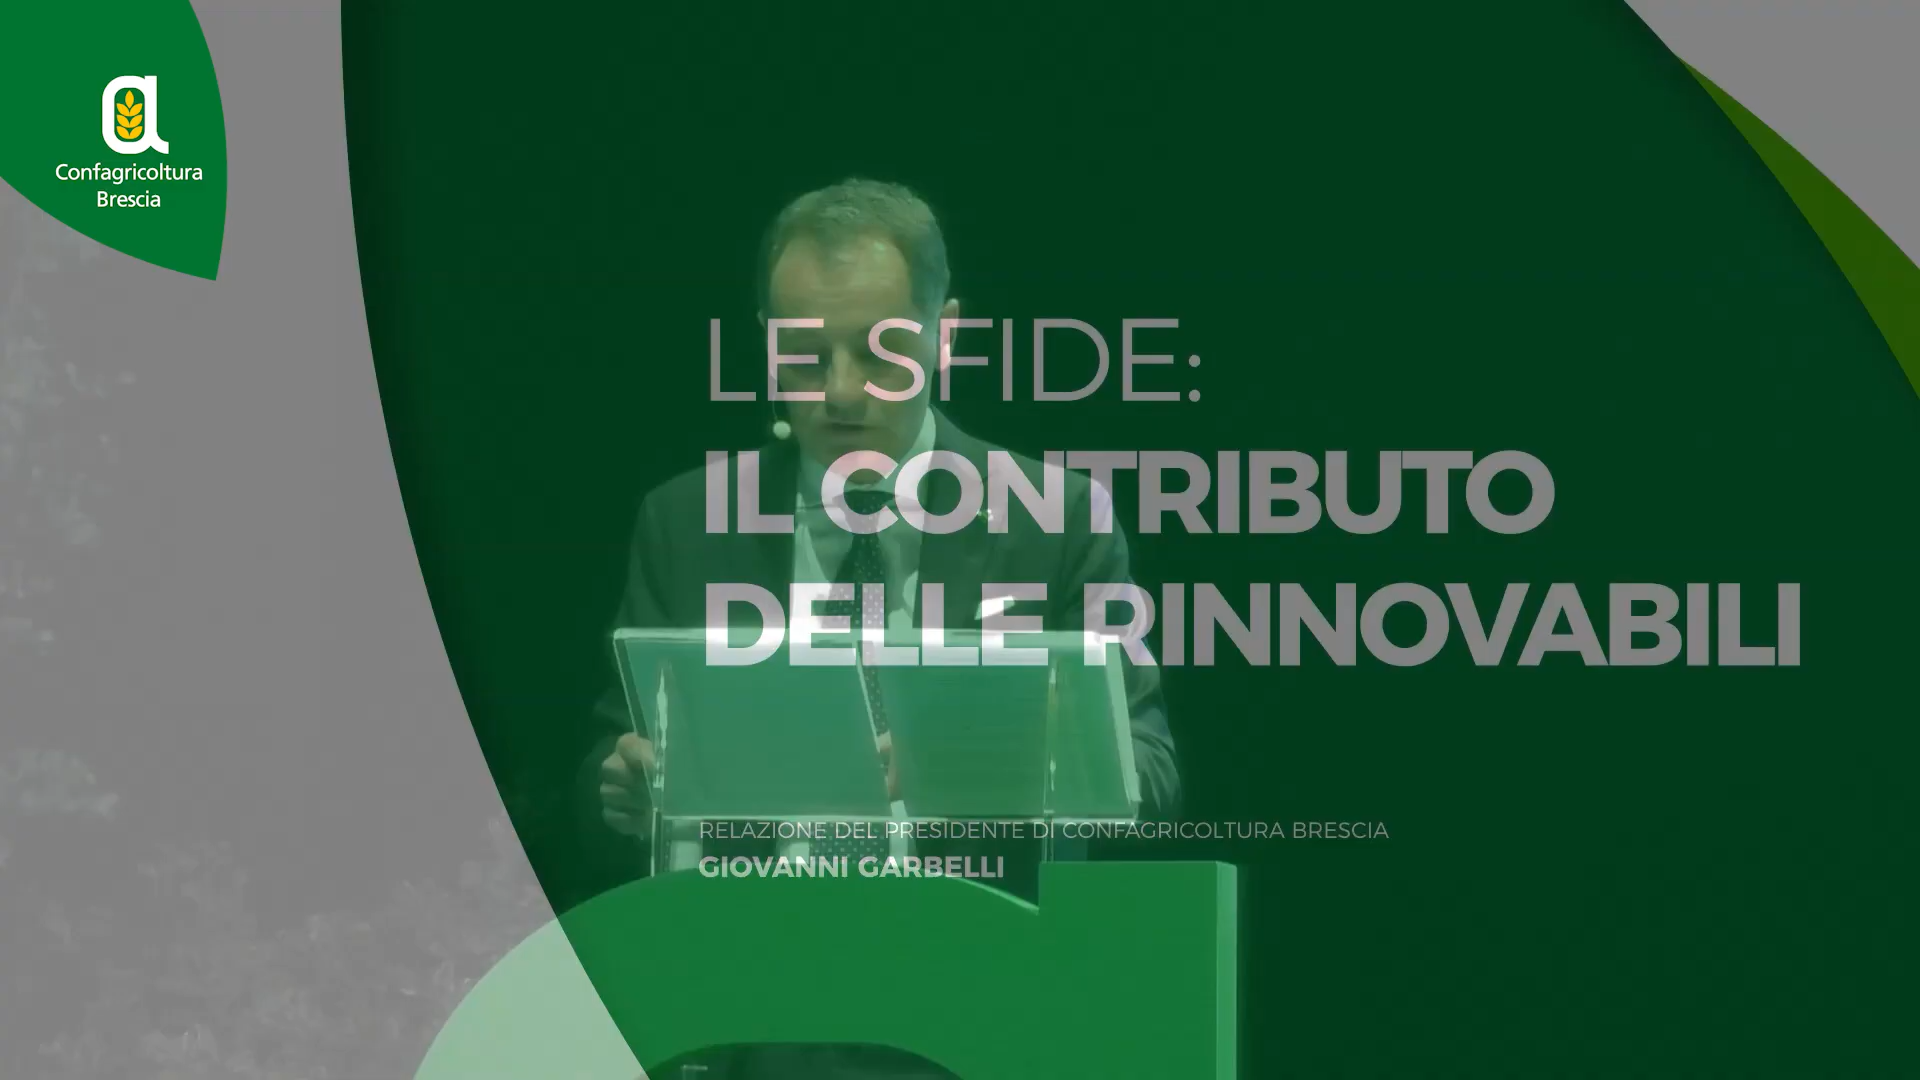 Confagricoltura
Brescia
LE SFIDE:
IL CONTRIBUTO
DELLE RINNOVABILI
RELAZIONE DEL PRESIDENTE DI CONFAGRICOLTURA BRESCIA
GIOVANNI GARBELLI